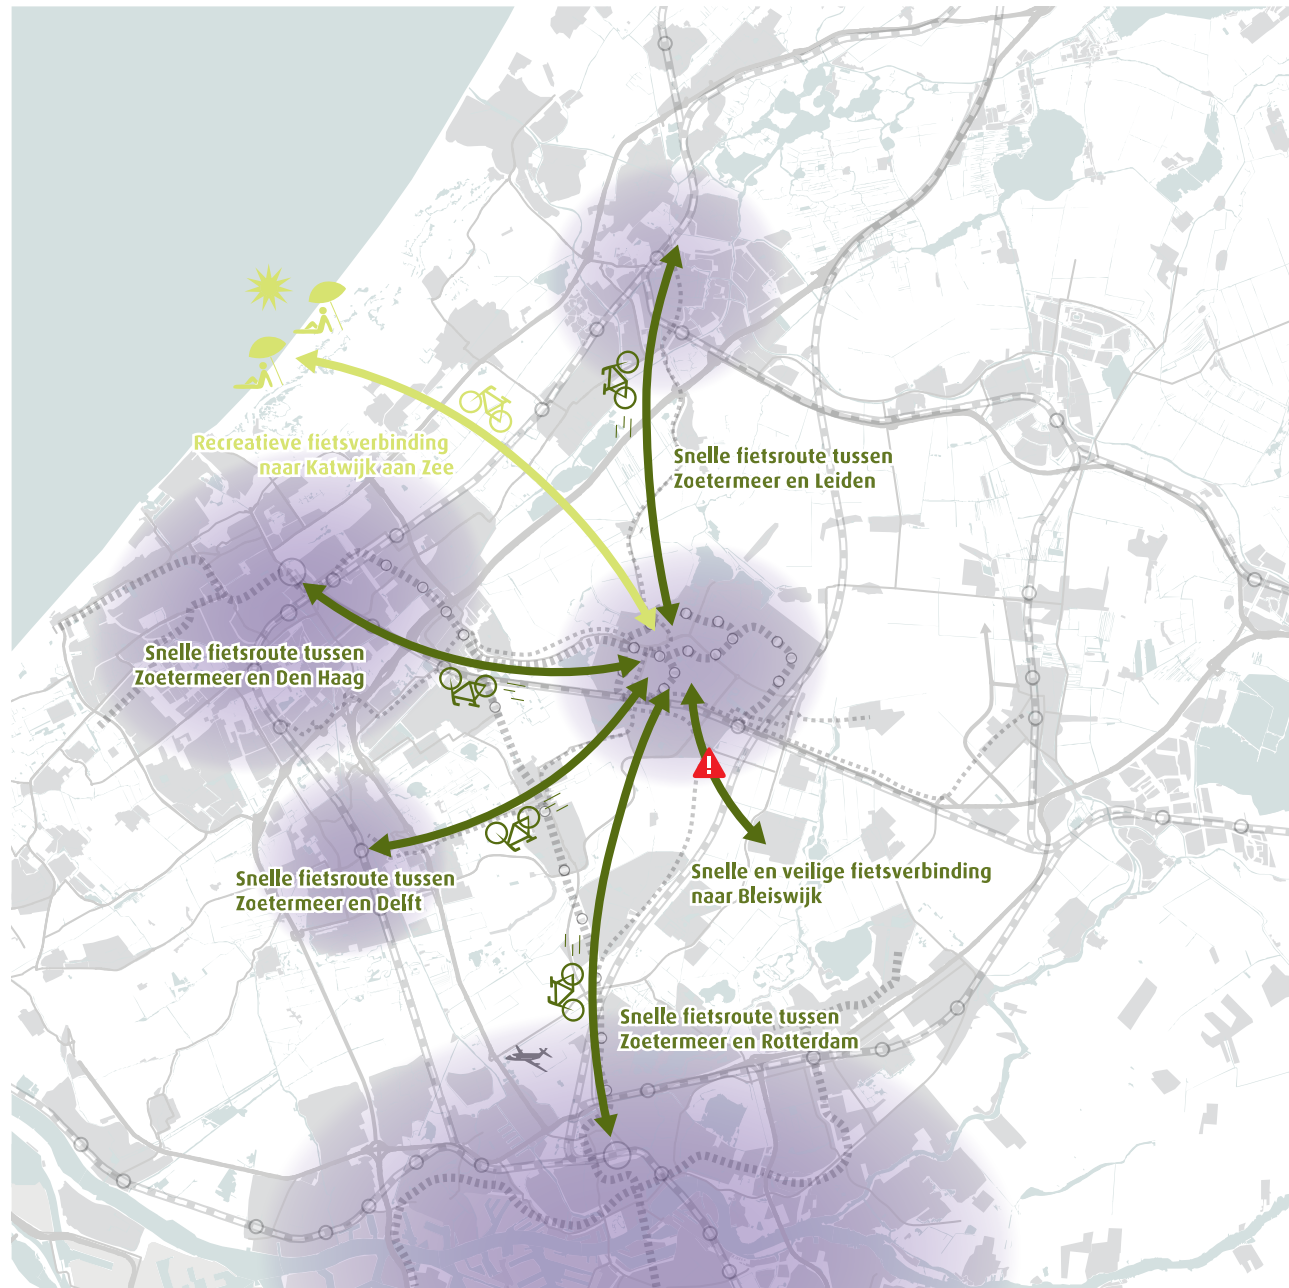 Recreatieve fietsverbinding
naar Katwijk aan Zee
Snelle fietsroute tussen
Zoetermeer en Leiden
Snelle fietsroute tussen
Zoetermeer en Den Haag
Snelle fietsroute tussen
Zoetermeer en Delft
Snelle en veilige fietsverbinding
naar Bleiswijk
Snelle fietsroute tussen
Zoetermeer en Rotterdam